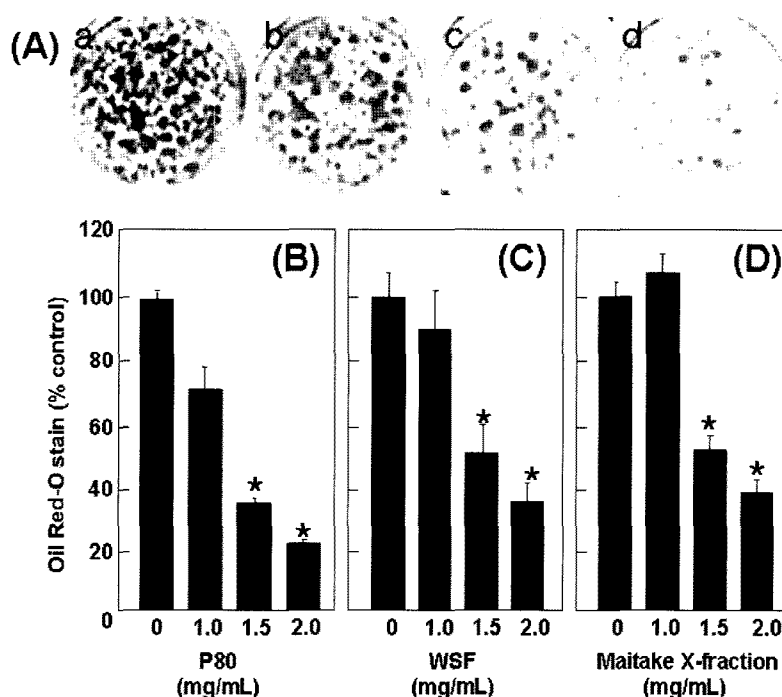 (A) a b c d
120
(B) (C) (D)
100
80
60
40
20
0
Oil Red-O stain (% control)
* * * * * *
0 1.0 1.5 2.0 0 1.0 1.5 2.0 0 1.0 1.5 2.0
P80 WSF Maitake X-fraction
(mg/mL) (mg/mL) (mg/mL)